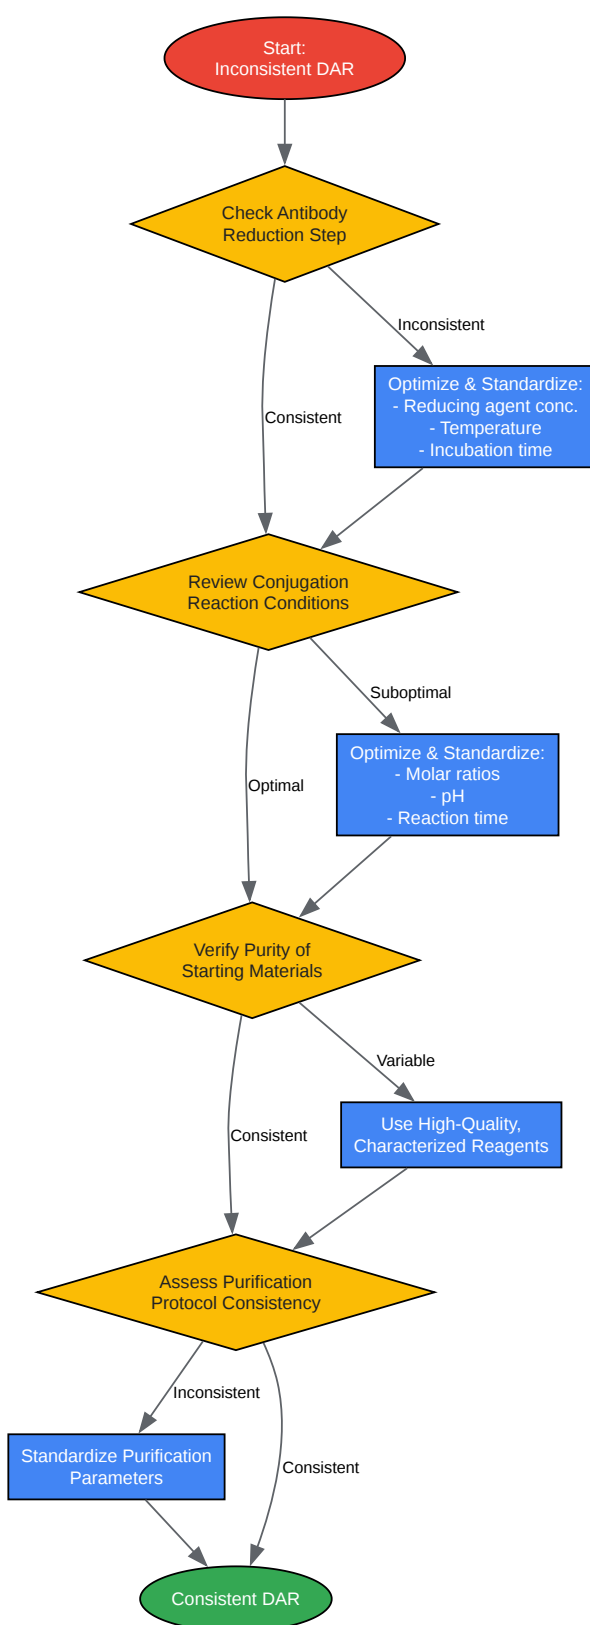 Start:
Inconsistent DAR
Check Antibody
Reduction Step
Inconsistent
Optimize & Standardize:
- Reducing agent conc.
- Temperature
- Incubation time
Consistent
Review Conjugation
Reaction Conditions
Suboptimal
Optimize & Standardize:
- Molar ratios
- pH
- Reaction time
Optimal
Verify Purity of
Starting Materials
Variable
Use High-Quality,
Characterized Reagents
Consistent
Assess Purification
Protocol Consistency
Inconsistent
Standardize Purification
Parameters
Consistent
Consistent DAR